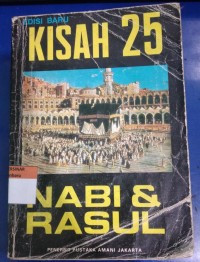 EDISI BARU
KISAH 25
NABI &
RASUL
PENERBIT PUSTAKA AMANI JAKARTA